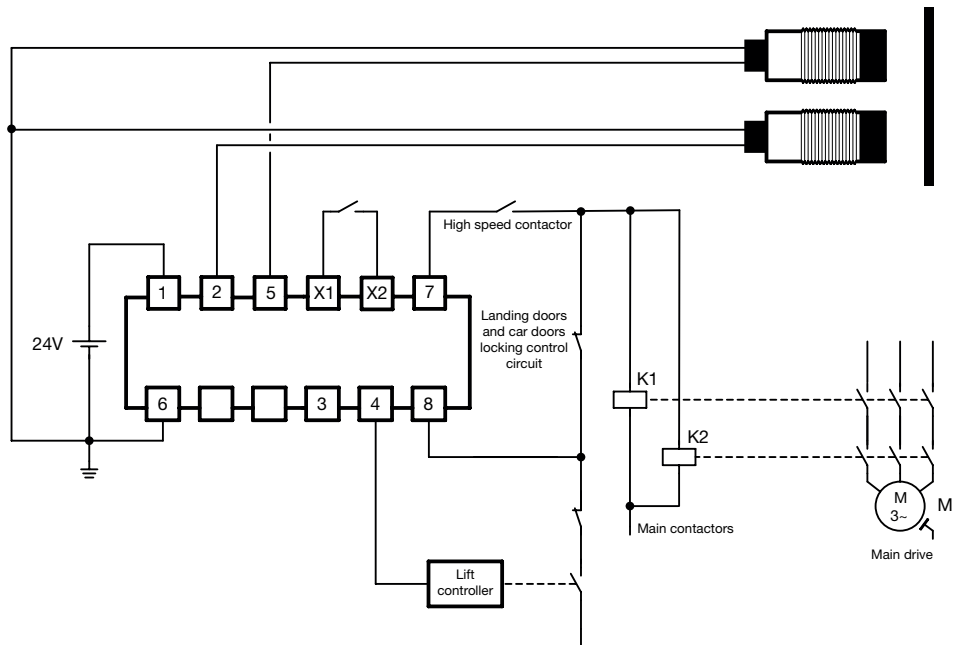 High speed contactor
1
2
5
X1
X2
7
24V
Landing doors
and car doors
locking control
circuit
6
3
4
8
K1
K2
M
3~
M
Main contactors
Main drive
Lift
controller